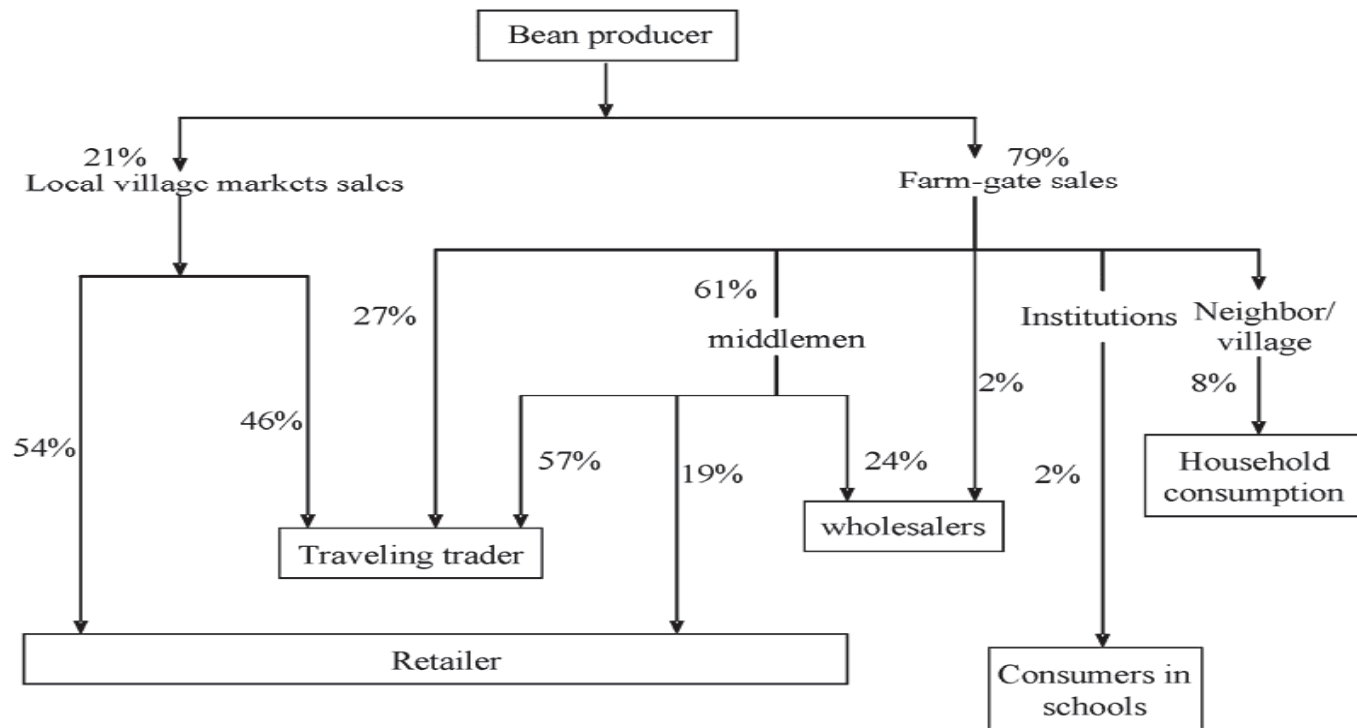 Bean producer
21%
Local village markets sales
79%
Farm-gate sales
27%
61%
middlemen
Institutions
Neighbor/
village
54%
46%
57%
19%
24%
2%
2%
8%
Household
consumption
wholesalers
Traveling trader
Retailer
Consumers in
schools